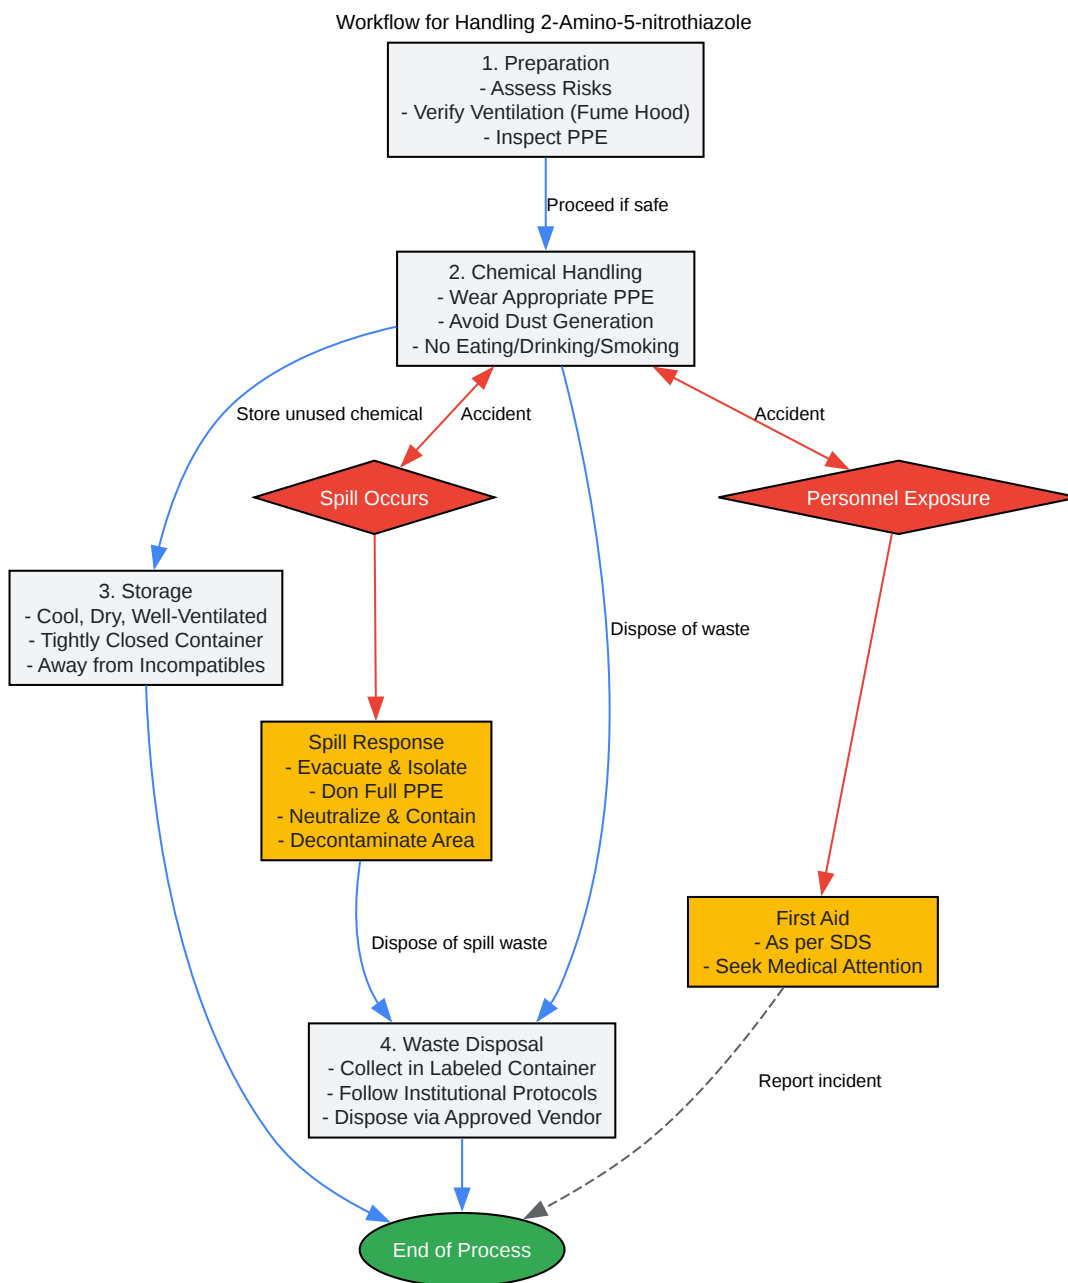 Workflow for Handling 2-Amino-5-nitrothiazole
1. Preparation
- Assess Risks
- Verify Ventilation (Fume Hood)
- Inspect PPE
Proceed if safe
2. Chemical Handling
- Wear Appropriate PPE
- Avoid Dust Generation
- No Eating/Drinking/Smoking
Store unused chemical
Accident
Accident
Spill Occurs
Personnel Exposure
3. Storage
- Cool, Dry, Well-Ventilated
- Tightly Closed Container
- Away from Incompatibles
Dispose of waste
Spill Response
- Evacuate & Isolate
- Don Full PPE
- Neutralize & Contain
- Decontaminate Area
First Aid
- As per SDS
- Seek Medical Attention
Dispose of spill waste
4. Waste Disposal
- Collect in Labeled Container
- Follow Institutional Protocols
- Dispose via Approved Vendor
Report incident
End of Process